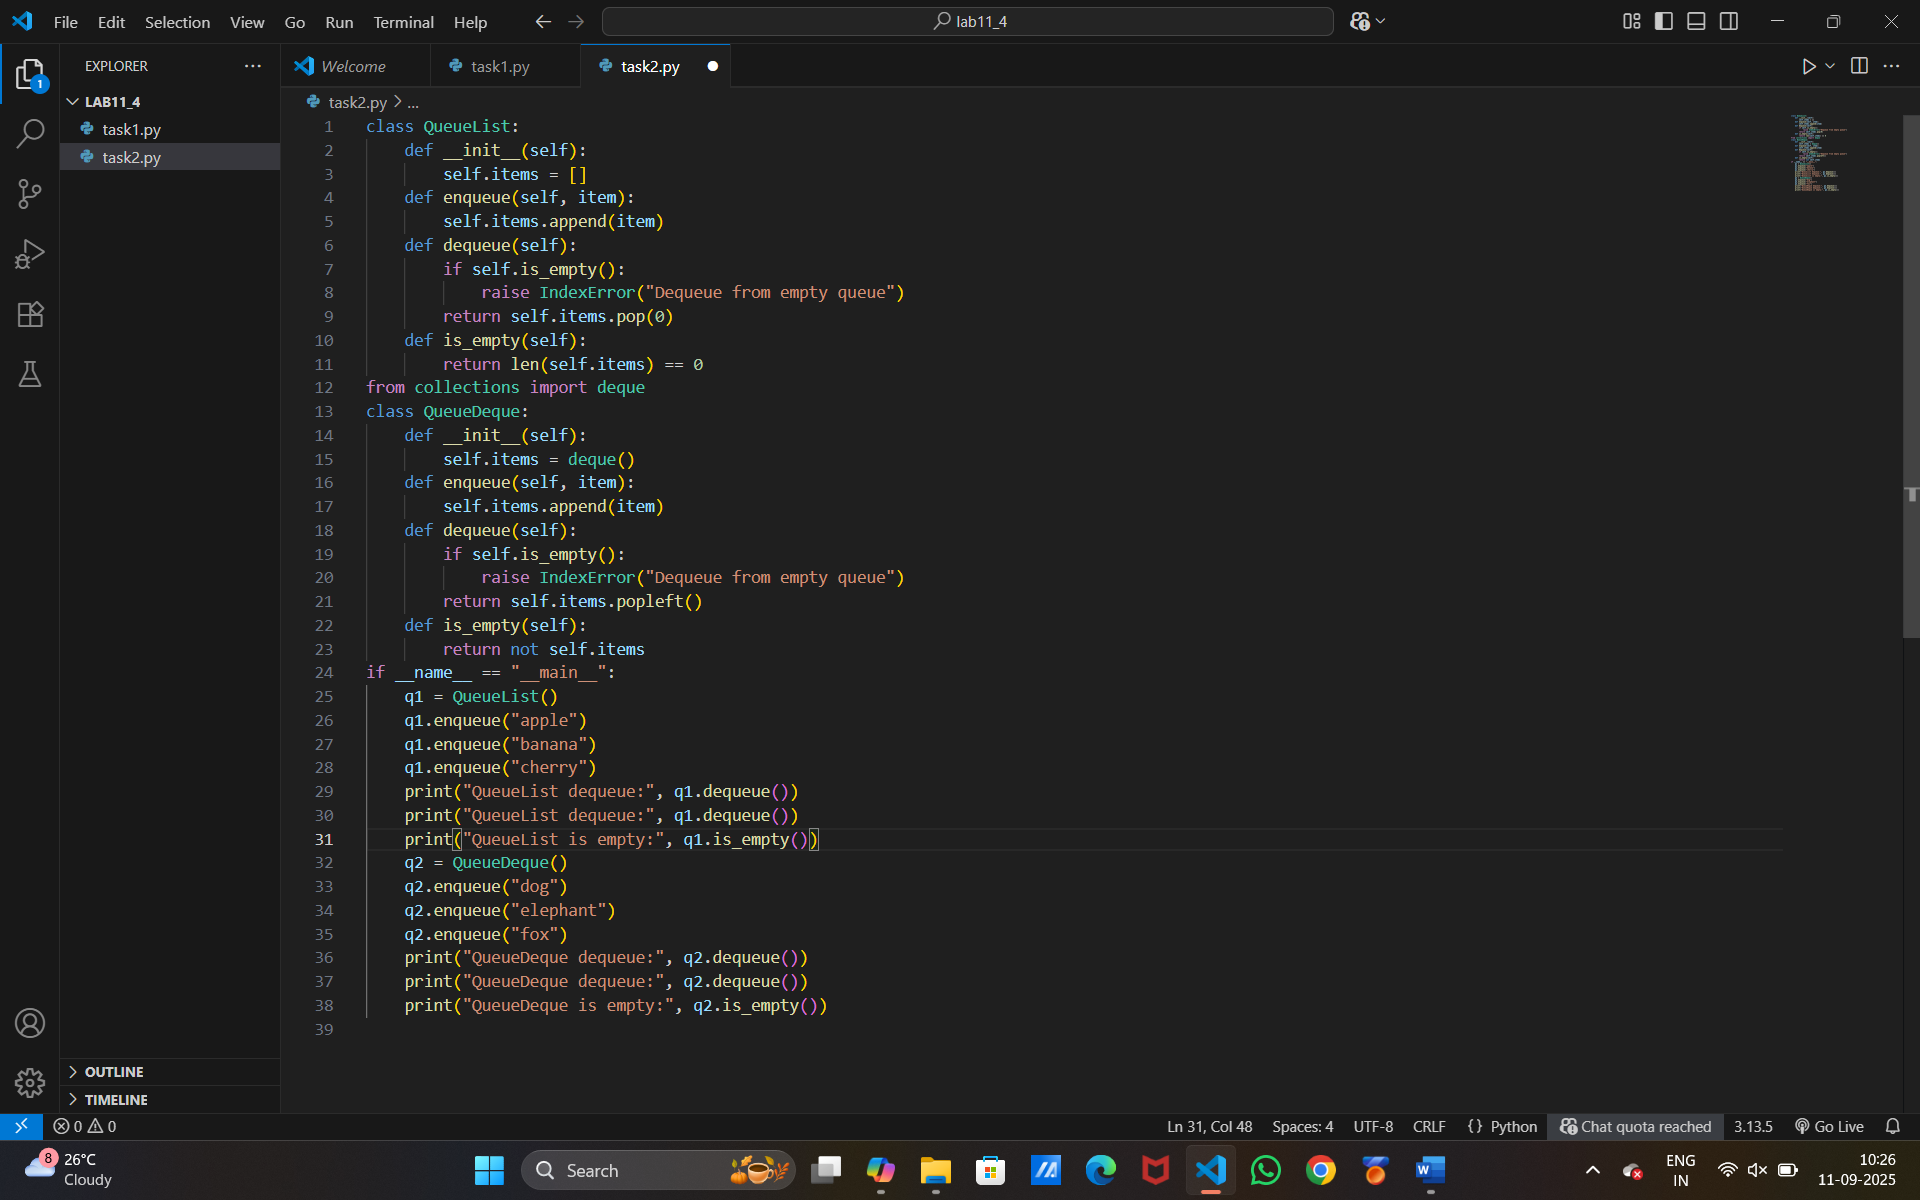 File Edit Selection View Go Run Terminal Help
lab11_4
EXPLORER
Welcome
task1.py
task2.py
LAB11_4
task1.py
task2.py
task2.py > ...
1 class QueueList:
2 def __init__(self):
3 self.items = []
4 def enqueue(self, item):
5 self.items.append(item)
6 def dequeue(self):
7 if self.is_empty():
8 raise IndexError("Dequeue from empty queue")
9 return self.items.pop(0)
10 def is_empty(self):
11 return len(self.items) == 0
12 from collections import deque
13 class QueueDeque:
14 def __init__(self):
15 self.items = deque()
16 def enqueue(self, item):
17 self.items.append(item)
18 def dequeue(self):
19 if self.is_empty():
20 raise IndexError("Dequeue from empty queue")
21 return self.items.popleft()
22 def is_empty(self):
23 return not self.items
24 if __name__ == "__main__":
25 q1 = QueueList()
26 q1.enqueue("apple")
27 q1.enqueue("banana")
28 q1.enqueue("cherry")
29 print("QueueList dequeue:", q1.dequeue())
30 print("QueueList dequeue:", q1.dequeue())
31 print("QueueList is empty:", q1.is_empty())
32 q2 = QueueDeque()
33 q2.enqueue("dog")
34 q2.enqueue("elephant")
35 q2.enqueue("fox")
36 print("QueueDeque dequeue:", q2.dequeue())
37 print("QueueDeque dequeue:", q2.dequeue())
38 print("QueueDeque is empty:", q2.is_empty())
39
1
OUTLINE
TIMELINE
0 0
Ln 31, Col 48 Spaces: 4 UTF-8 CRLF {} Python Chat quota reached 3.13.5 Go Live
8
26°C
Cloudy
Search
ENG
IN
10:26
11-09-2025